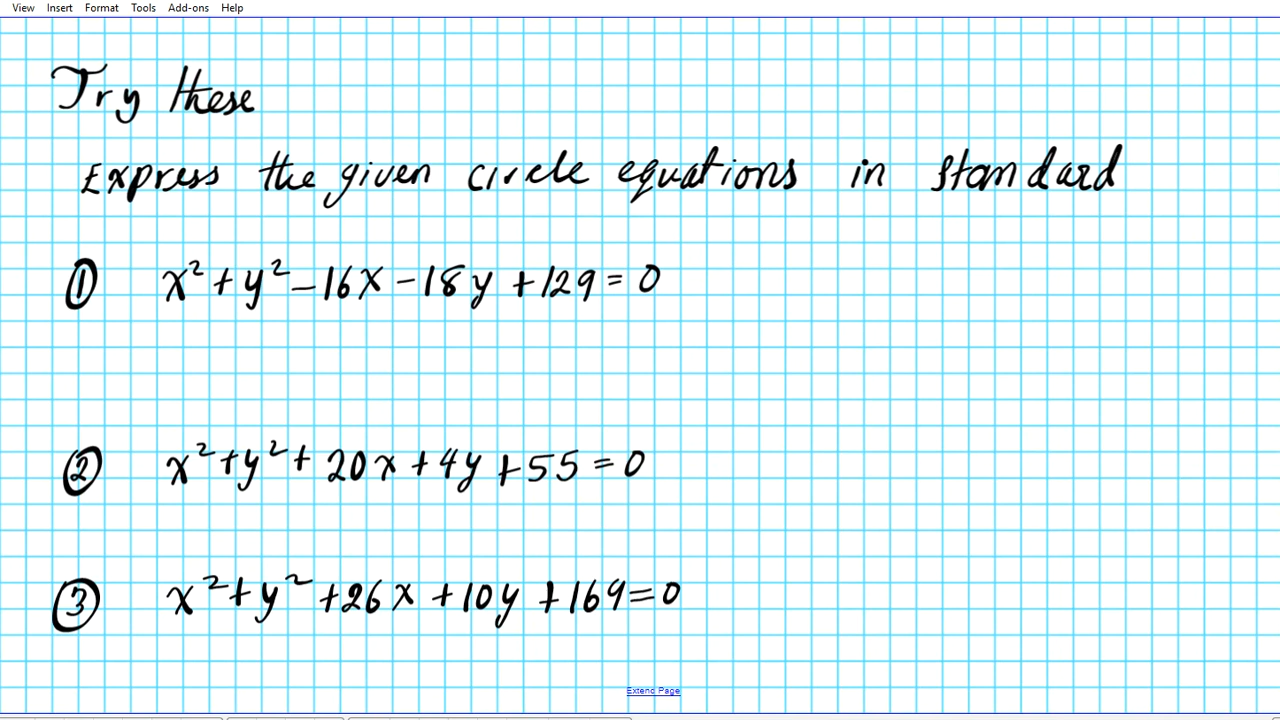 View Insert Format Tools Add-ons Help
Try these
Express the given circle equations in standard
① x²+y²-16x-18y+129=0
② x²+y²+20x+4y+55=0
③ x²+y²+26x+10y+169=0
Extend Page